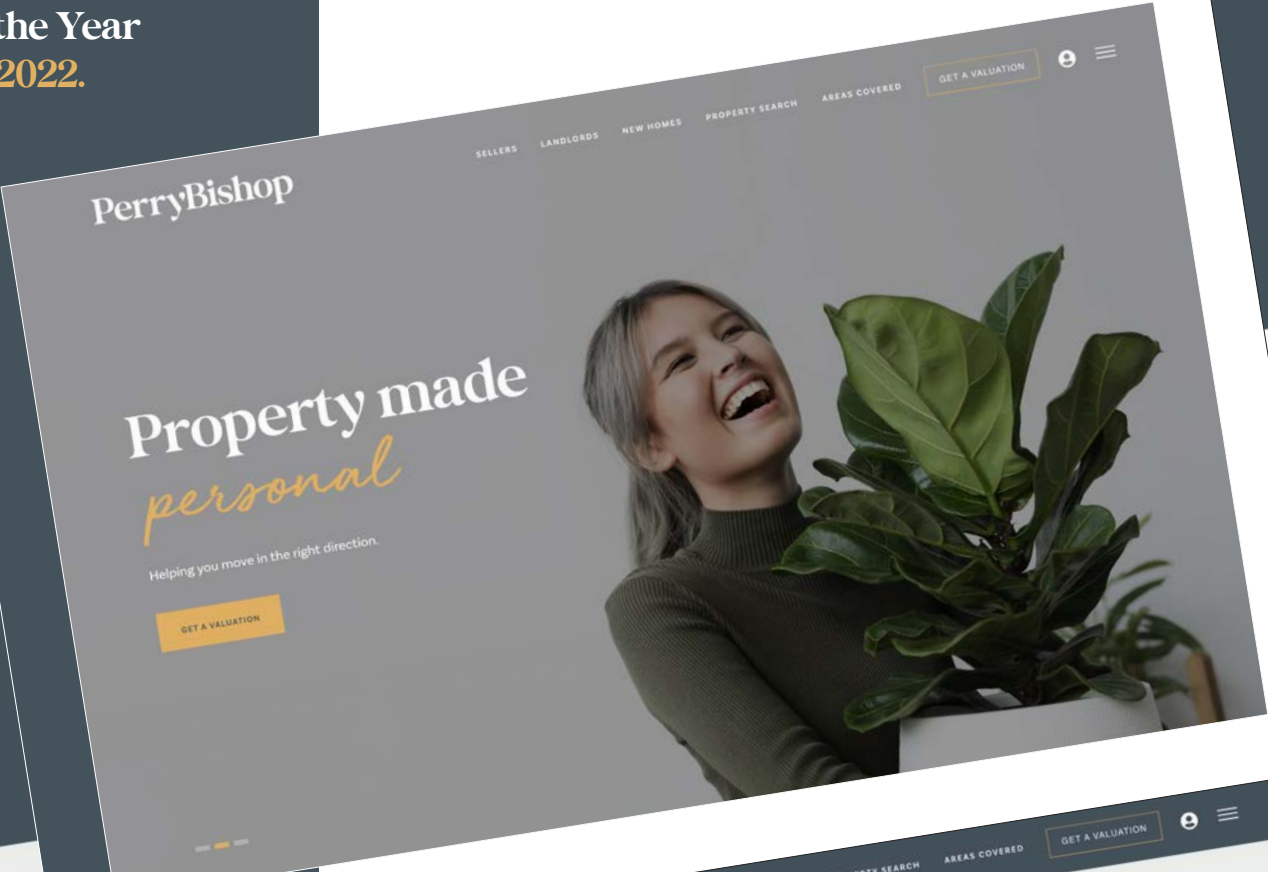 the Year
2022.
PerryBishop
SELLERS LANDLORDS NEW HOMES PROPERTY SEARCH AREAS COVERED GET A VALUATION
Property made
personal
Helping you move in the right direction.
GET A VALUATION
SEARCH AREAS COVERED GET A VALUATION